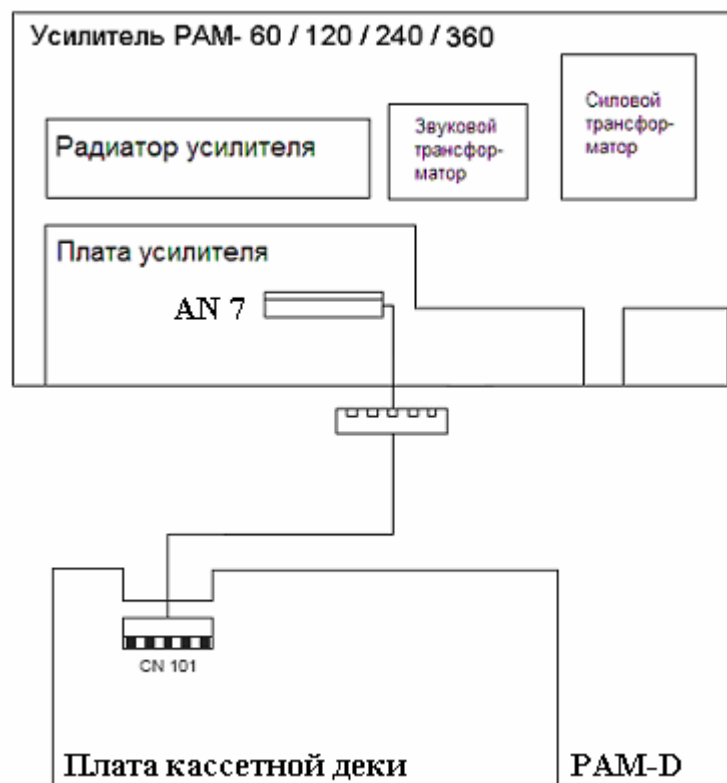 Усилитель РАМ- 60 / 120 / 240 / 360
Силовой
трансфор-
матор
Звуковой
трансфор-
матор
Радиатор усилителя
Плата усилителя
AN 7
CN 101
Плата кассетной деки
PAM-D